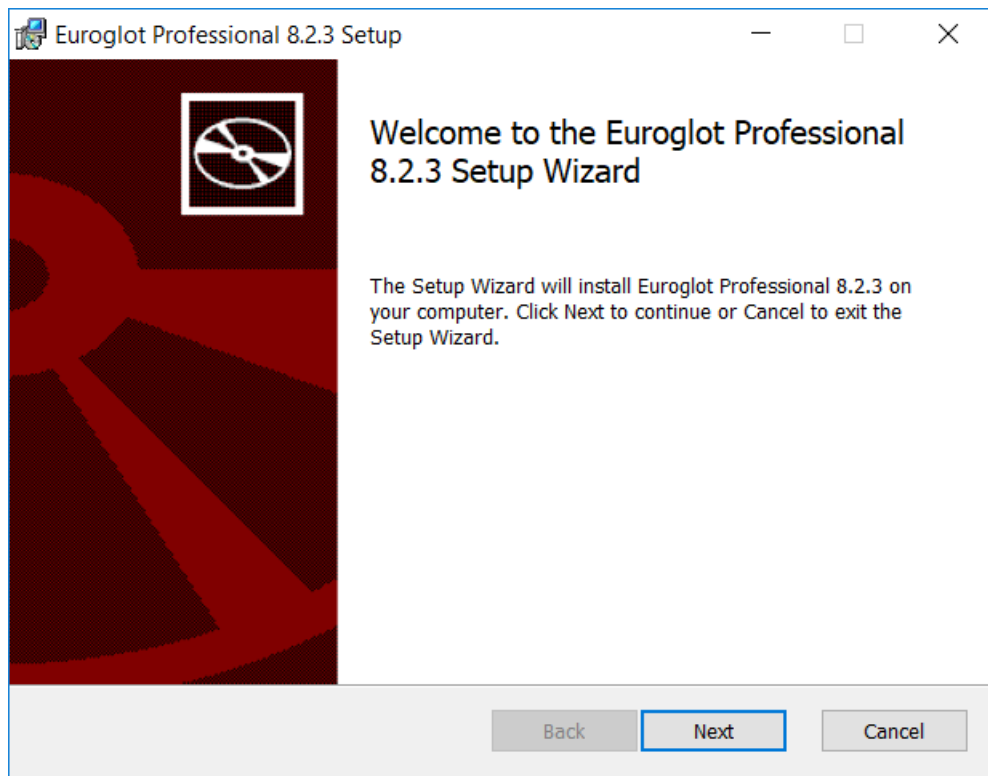 Euroglot Professional 8.2.3 Setup
Welcome to the Euroglot Professional
8.2.3 Setup Wizard
The Setup Wizard will install Euroglot Professional 8.2.3 on
your computer. Click Next to continue or Cancel to exit the
Setup Wizard.
Back Next Cancel